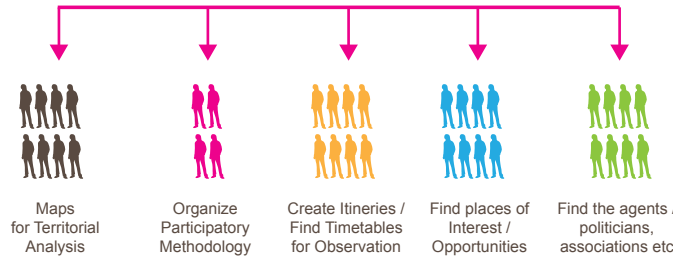 Maps
for Territorial
Analysis
Organize
Participatory
Methodology
Create Itineries /
Find Timetables
for Observation
Find places of
Interest /
Opportunities
Find the agents /
politicians,
associations etc